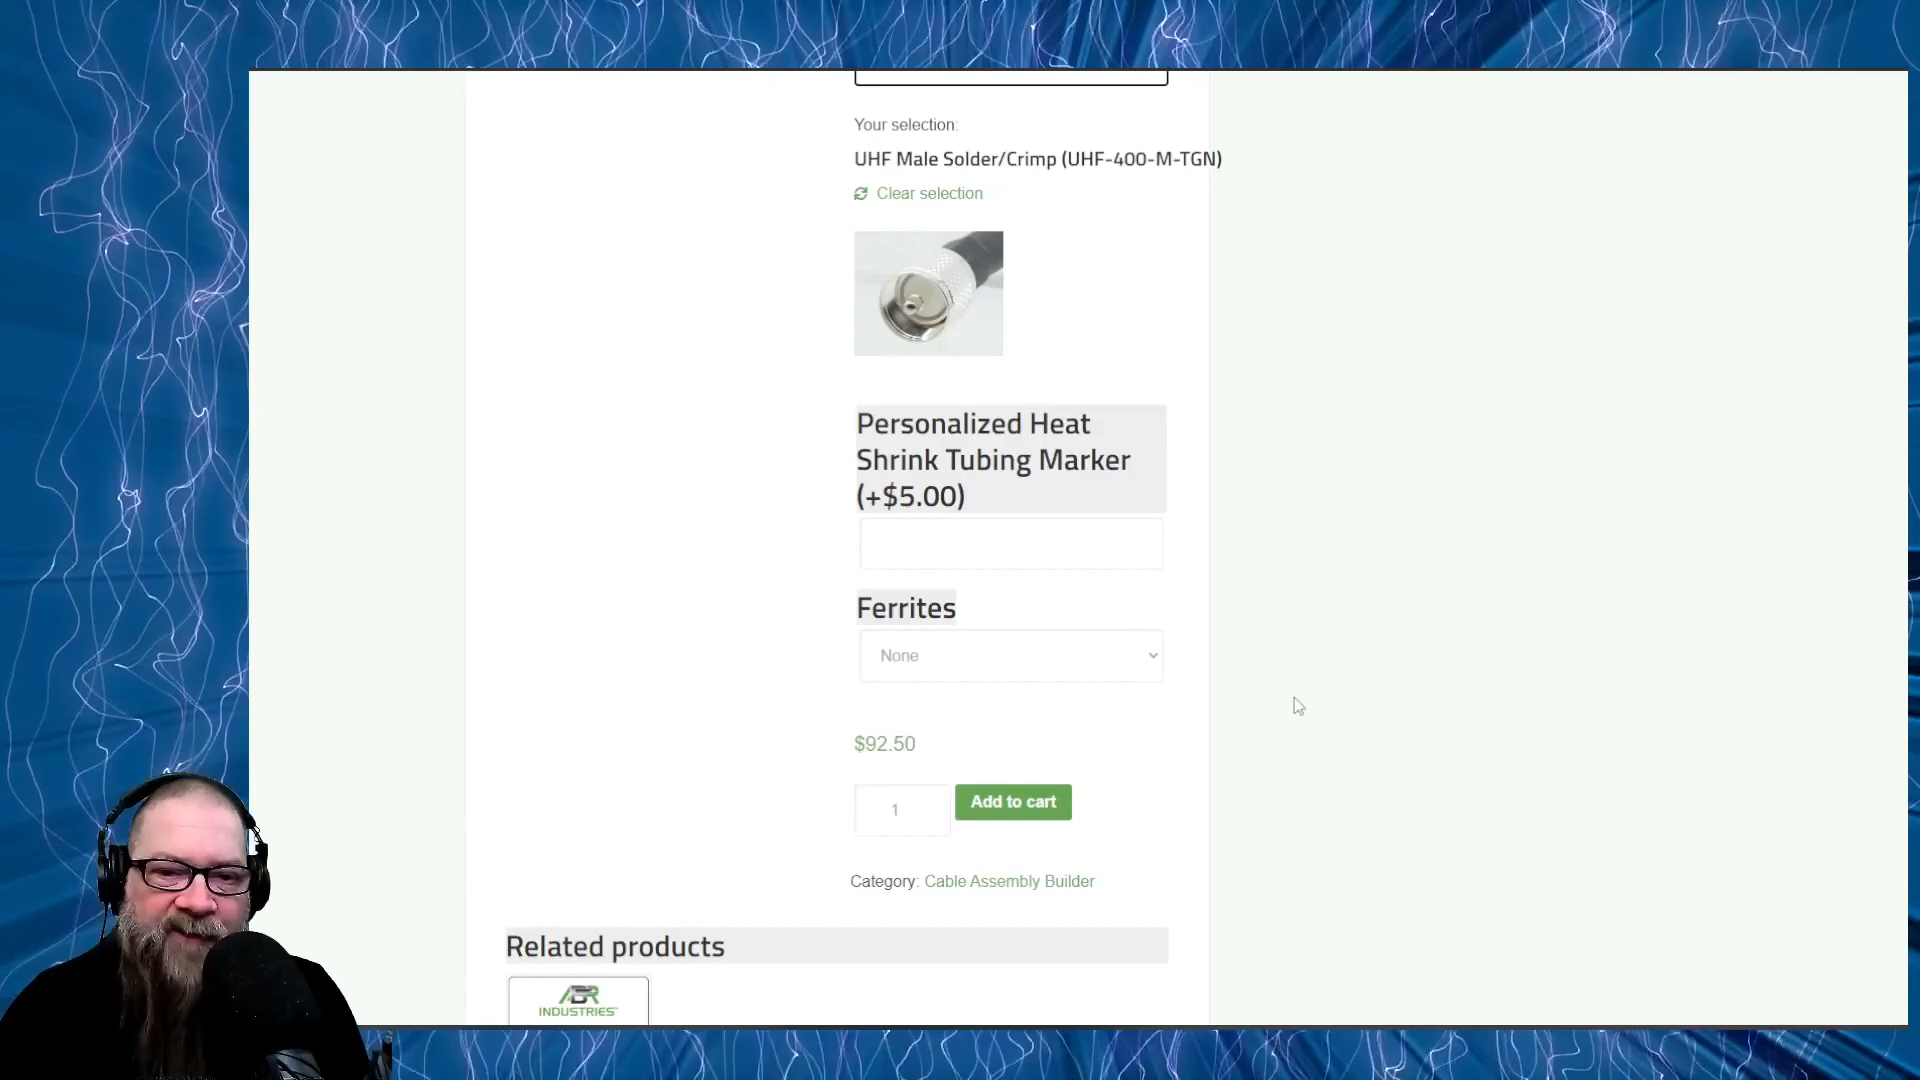 Your selection:
UHF Male Solder/Crimp (UHF-400-M-TGN)
Clear selection
Personalized Heat
Shrink Tubing Marker
(+$5.00)
Ferrites
None
$92.50
1
Add to cart
Category: Cable Assembly Builder
Related products
ABR
INDUSTRIES™